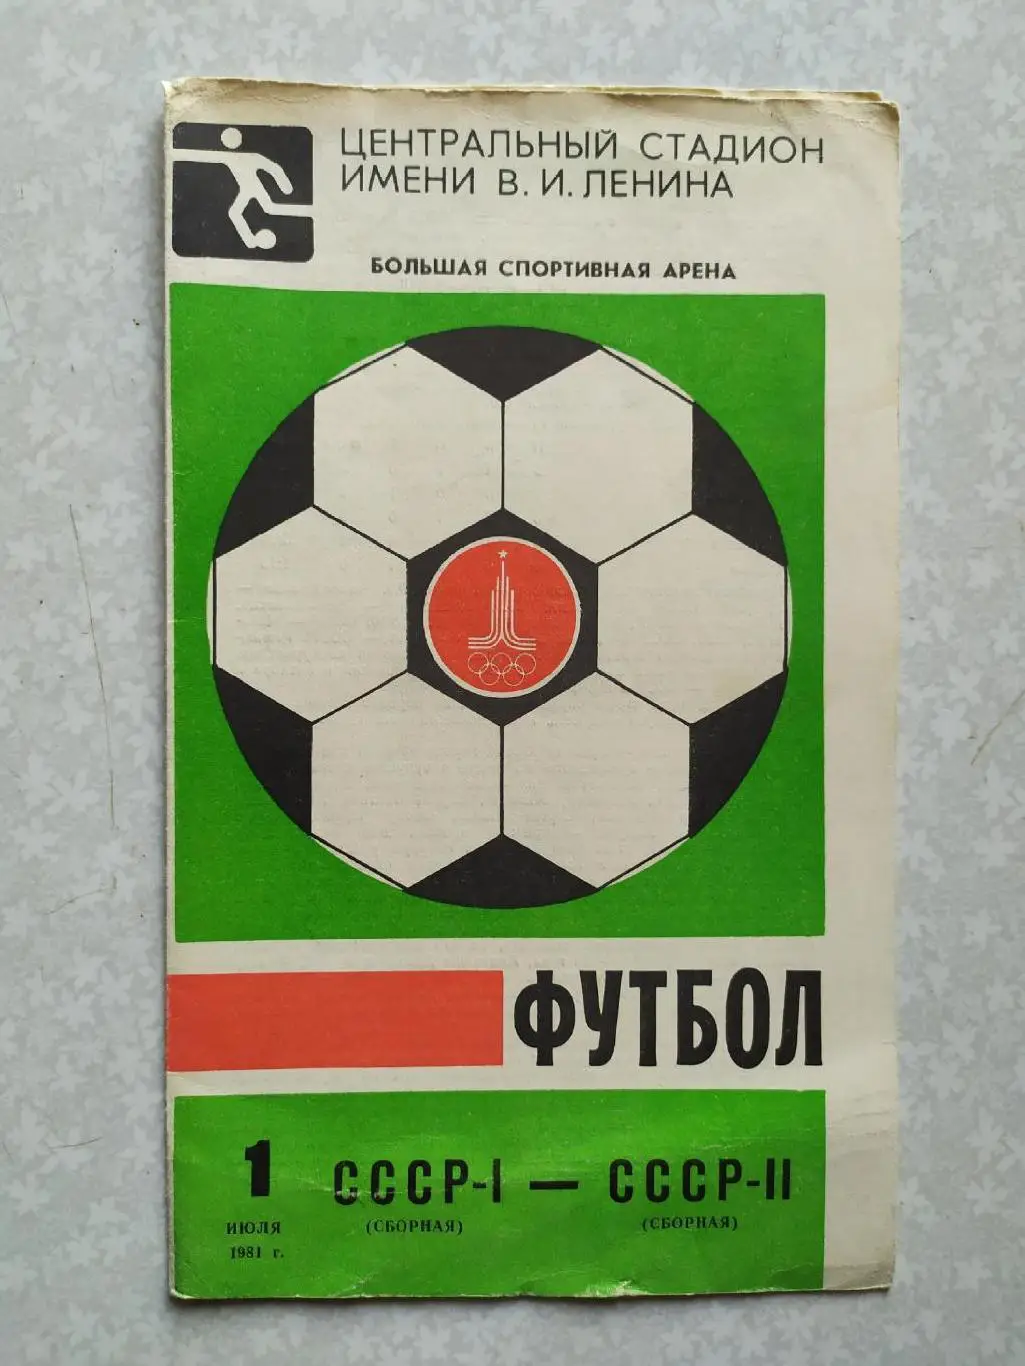 ЦЕНТРАЛЬНЫЙ СТАДИОН
ИМЕНИ В. И. ЛЕНИНА
БОЛЬШАЯ СПОРТИВНАЯ АРЕНА
ФУТБОЛ
1 СССР-I — СССР-II
ИЮЛЯ (СБОРНАЯ) (СБОРНАЯ)
1981 г.